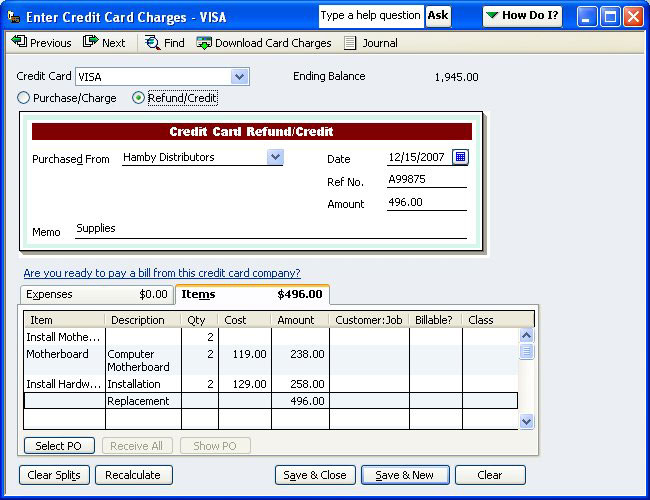 Enter Credit Card Charges - VISA
Type a help question Ask How Do I?
Previous Next Find Download Card Charges Journal
Credit Card VISA Ending Balance 1,945.00
Purchase/Charge Refund/Credit
Credit Card Refund/Credit
Purchased From Hamby Distributors Date 12/15/2007
Ref No. A99875
Amount 496.00
Memo Supplies
Are you ready to pay a bill from this credit card company?
Expenses $0.00 Items $496.00
Item Description Qty Cost Amount Customer:Job Billable? Class
Install Mothe... 2
Motherboard Computer 2 119.00 238.00
Motherboard
Install Hardw... Installation 2 129.00 258.00
Replacement 496.00
Select PO Receive All Show PO
Clear Splits Recalculate Save & Close Save & New Clear